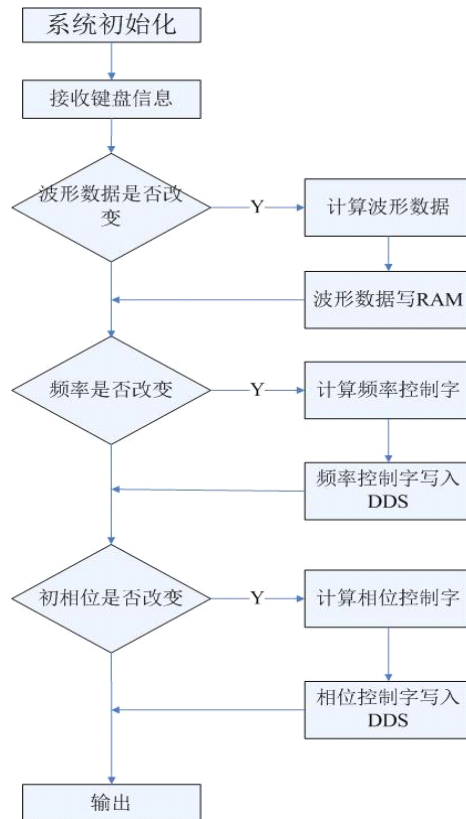 系统初始化
接收键盘信息
波形数据是否改
变
Y
计算波形数据
波形数据写RAM
频率是否改变
Y
计算频率控制字
频率控制字写入
DDS
初相位是否改变
Y
计算相位控制字
相位控制字写入
DDS
输出